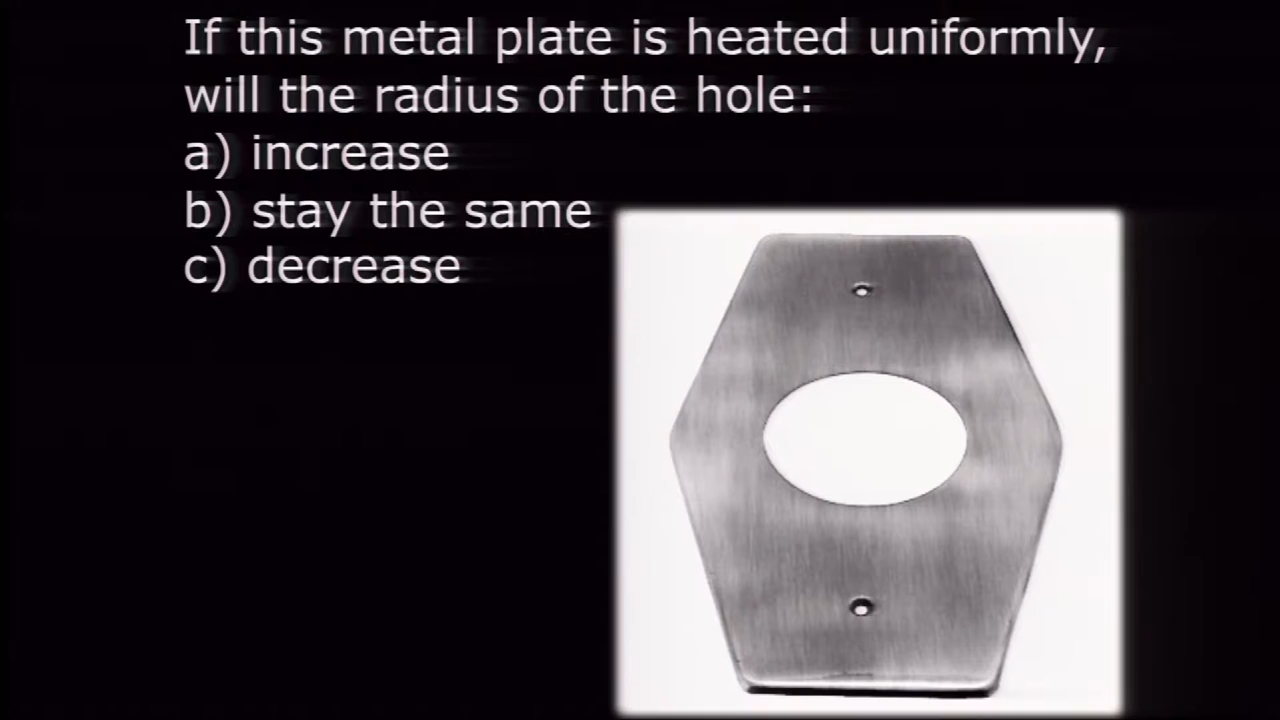 If this metal plate is heated uniformly,
will the radius of the hole:
a) increase
b) stay the same
c) decrease